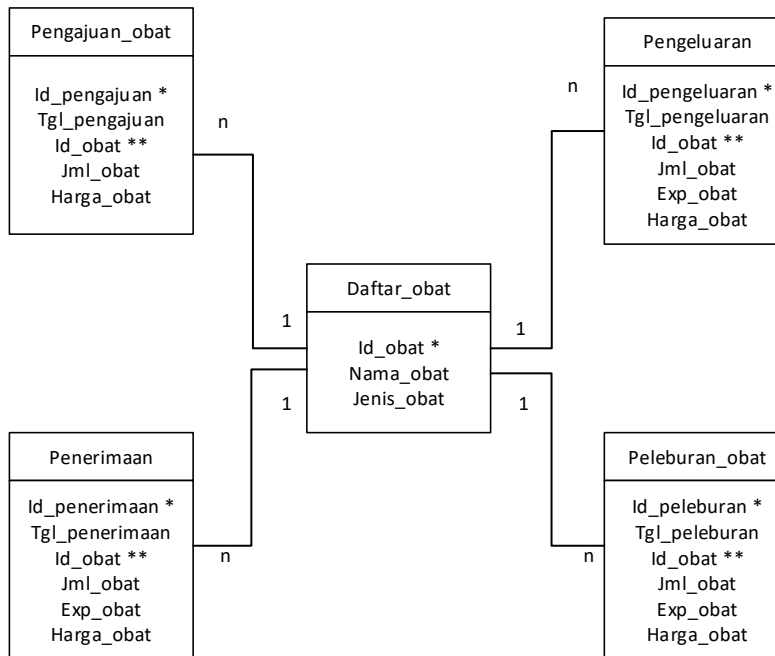 Pengajuan_obat
Id_pengajuan *
Tgl_pengajuan
Id_obat **
Jml_obat
Harga_obat
n
Pengeluaran
Id_pengeluaran *
Tgl_pengeluaran
Id_obat **
Jml_obat
Exp_obat
Harga_obat
n
Daftar_obat
Id_obat *
Nama_obat
Jenis_obat
1
1
1
1
Penerimaan
Id_penerimaan *
Tgl_penerimaan
Id_obat **
Jml_obat
Exp_obat
Harga_obat
n
Peleburan_obat
Id_peleburan *
Tgl_peleburan
Id_obat **
Jml_obat
Exp_obat
Harga_obat
n